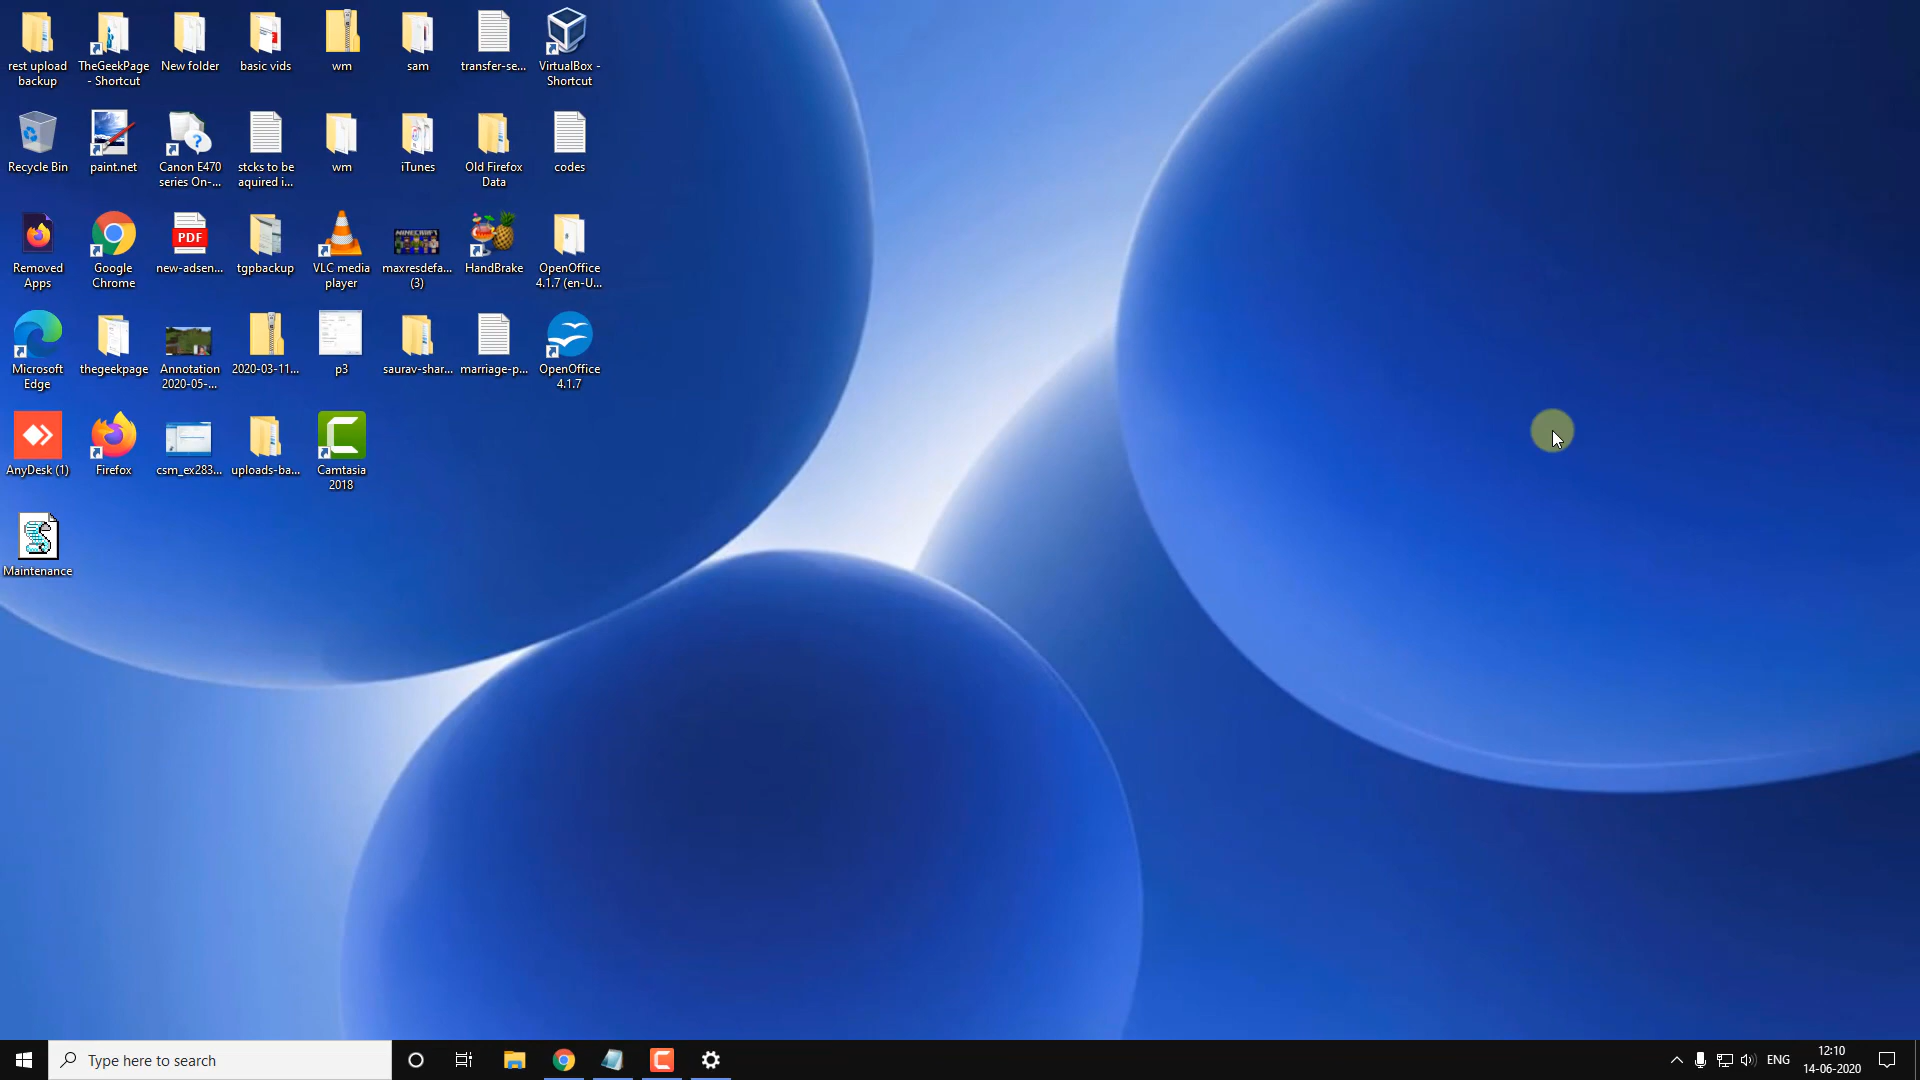 rest upload
backup
TheGeekPage
- Shortcut
New folder
basic vids
wm
sam
transfer-se...
VirtualBox -
Shortcut
Recycle Bin
paint.net
Canon E470
series On-...
stcks to be
aquired i...
wm
iTunes
Old Firefox
Data
codes
Removed
Apps
Google
Chrome
PDF
new-adsen...
tgpbackup
VLC media
player
MINECRAFT
maxresdefa...
(3)
HandBrake
OpenOffice
4.1.7 (en-U...
Microsoft
Edge
thegeekpage
Annotation
2020-05-...
2020-03-11...
p3
saurav-shar...
marriage-p...
OpenOffice
4.1.7
AnyDesk (1)
Firefox
csm_ex283...
uploads-ba...
Camtasia
2018
Maintenance
Type here to search
ENG
12:10
14-06-2020